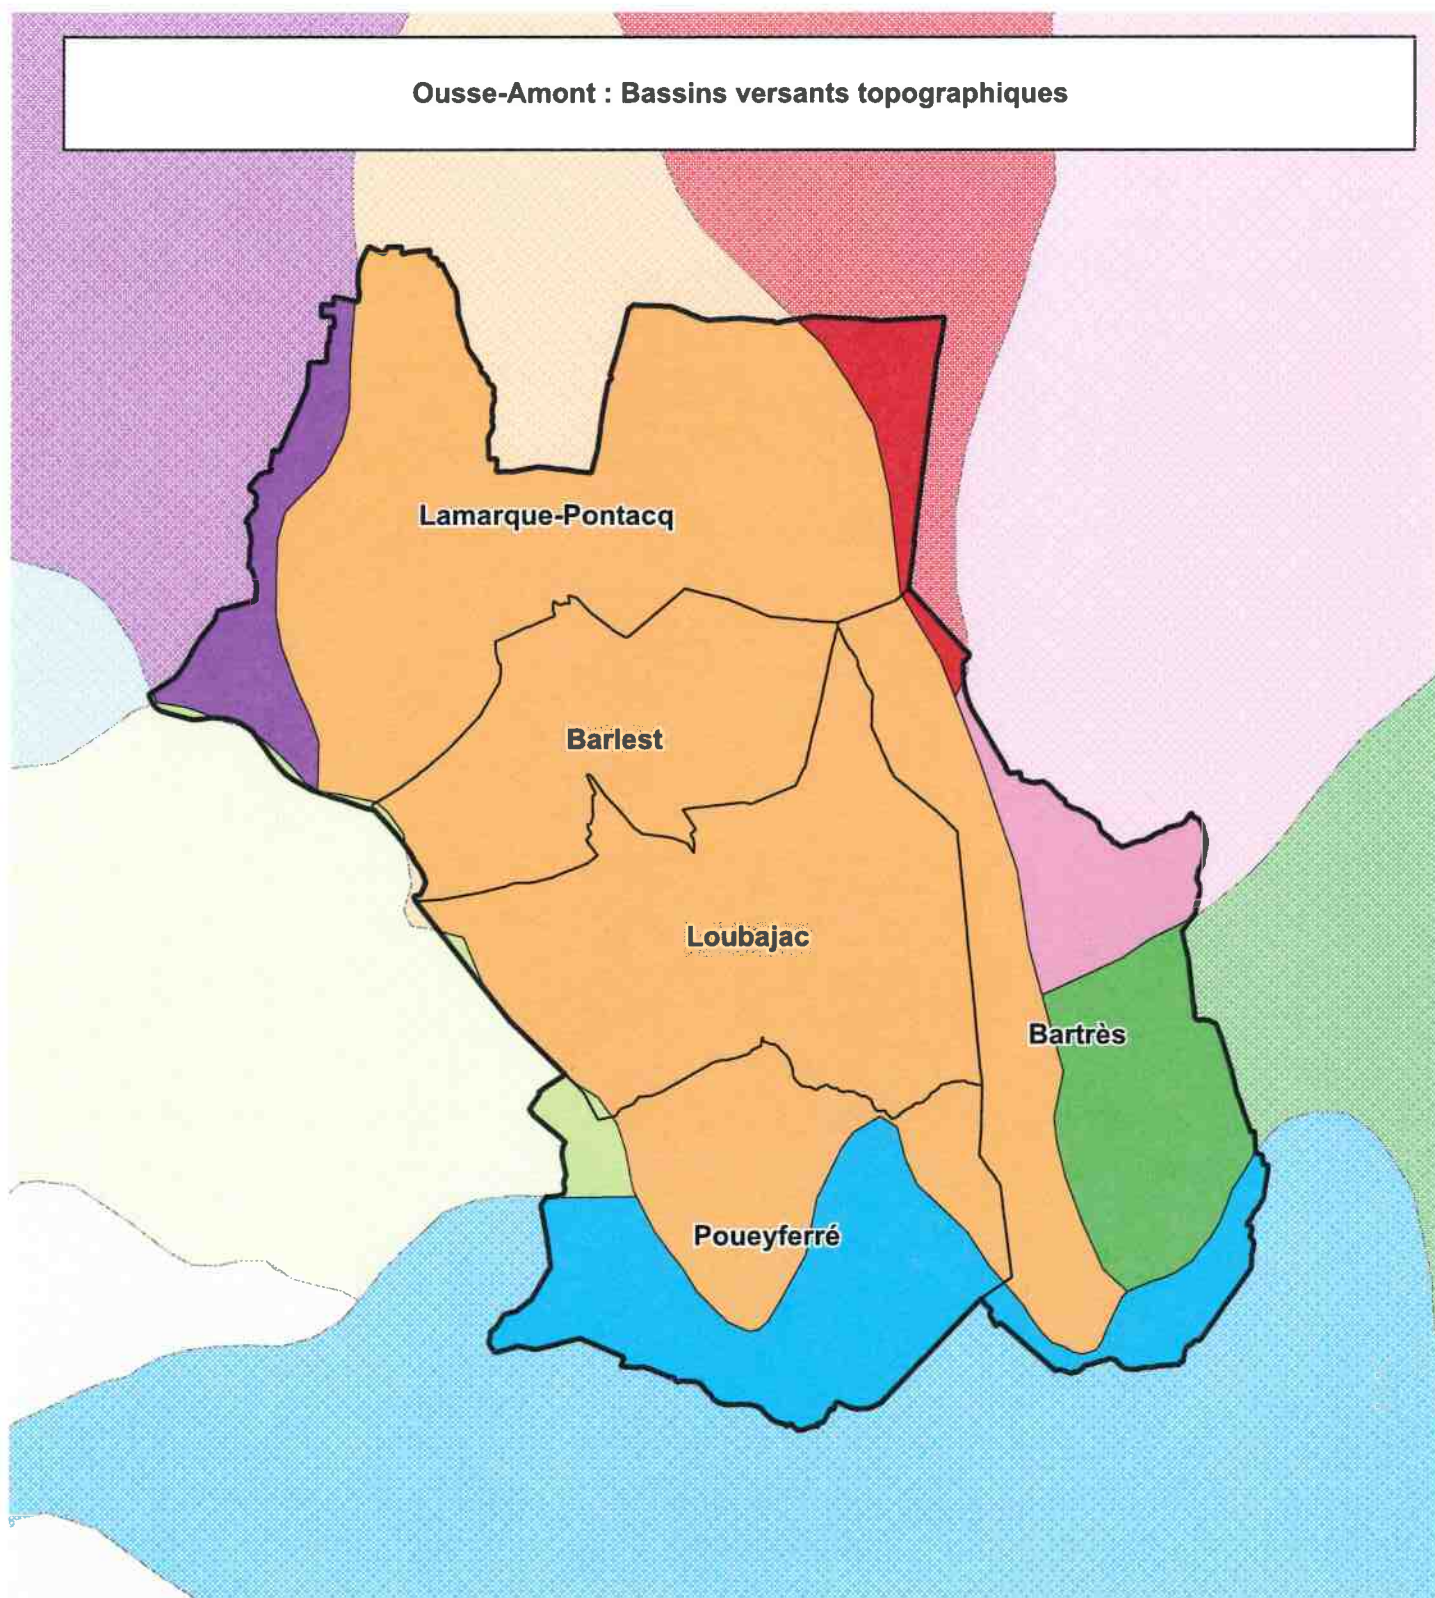 Ousse-Amont : Bassins versants topographiques
Lamarque-Pontacq
Barlest
Loubajac
Bartrès
Poueyferré